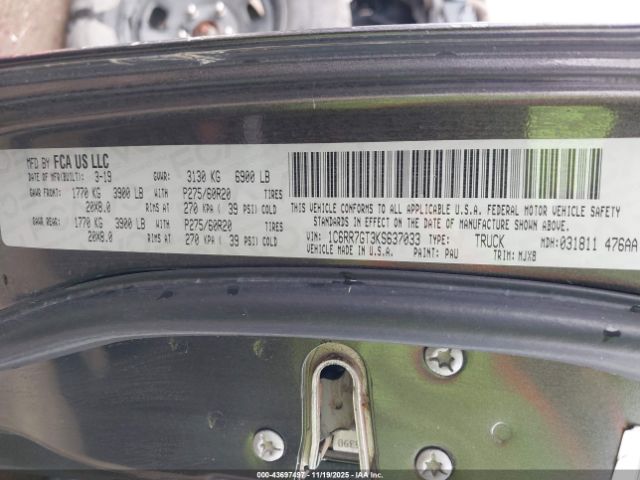 MFD BY FCA US LLC
DATE OF MFR(BUILT): 3-19 GVWR: 3130 KG 6900 LB
GAWR FRONT: 1770 KG 3900 LB WITH P275/60R20 TIRES
20X8.0 RIMS AT 270 KPA ( 39 PSI) COLD
GAWR REAR: 1770 KG 3900 LB WITH P275/60R20 TIRES
20X8.0 RIMS AT 270 KPA ( 39 PSI) COLD
THIS VEHICLE CONFORMS TO ALL APPLICABLE U.S.A. FEDERAL MOTOR VEHICLE SAFETY
STANDARDS IN EFFECT ON THE DATE OF MANUFACTURE SHOWN ABOVE.
VIN: 1C6RR7GT3KS637033 TYPE: TRUCK MDH: 031811 476AA
VEHICLE MADE IN U.S.A. PAINT: PAU TRIM: MJX8
00-43697497 - 11/19/2025 - IAAI.COM